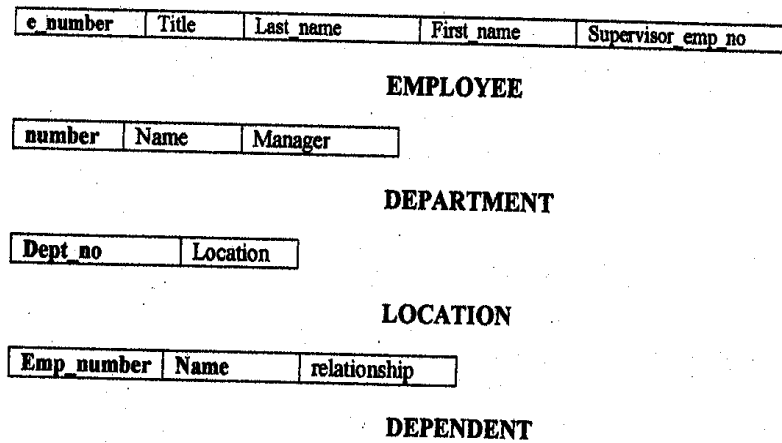 e_number Title Last_name First_name Supervisor_emp_no
EMPLOYEE
number Name Manager
DEPARTMENT
Dept_no Location
LOCATION
Emp_number Name relationship
DEPENDENT